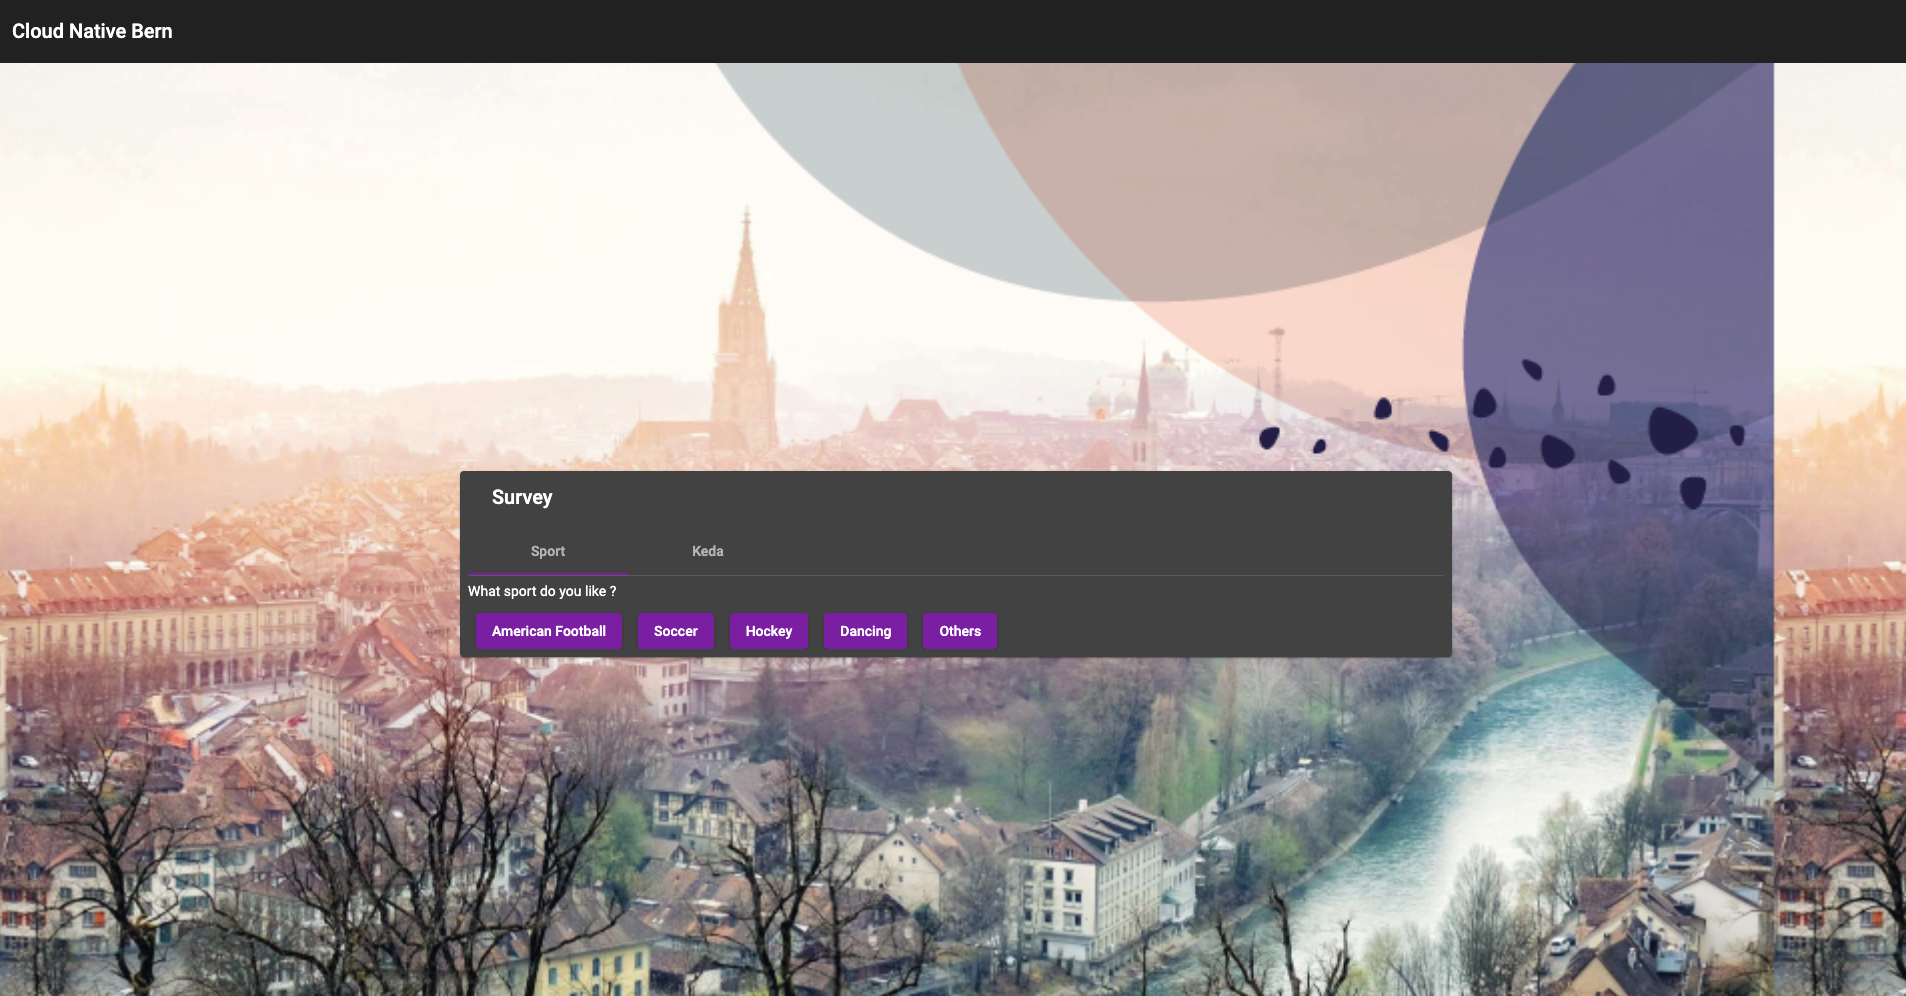 Cloud Native Bern
Survey
Sport Keda
What sport do you like ?
American Football Soccer Hockey Dancing Others